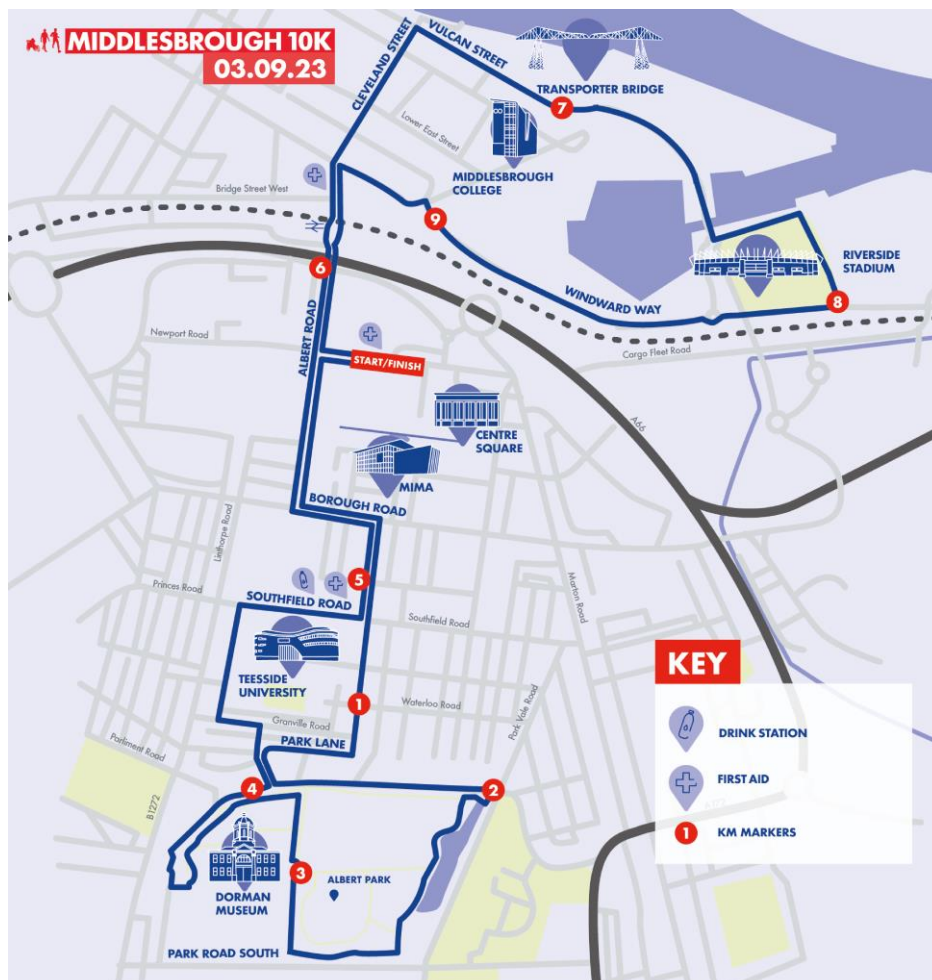 MIDDLESBROUGH 10K
03.09.23
CLEVELAND STREET
VULCAN STREET
TRANSPORTER BRIDGE
7
Lower East Street
MIDDLESBROUGH
COLLEGE
Bridge Street West
9
RIVERSIDE
STADIUM
6
WINDWARD WAY
8
Newport Road
ALBERT ROAD
START/FINISH
Cargo Fleet Road
CENTRE
SQUARE
A66
MIMA
BOROUGH ROAD
Linthorpe Road
Princes Road
5
SOUTHFIELD ROAD
Marton Road
Southfield Road
TEESSIDE
UNIVERSITY
1
Waterloo Road
Park Vale Road
Granville Road
PARK LANE
Parliment Road
B1272
4
2
3
ALBERT PARK
DORMAN
MUSEUM
PARK ROAD SOUTH
KEY
DRINK STATION
FIRST AID
1
KM MARKERS